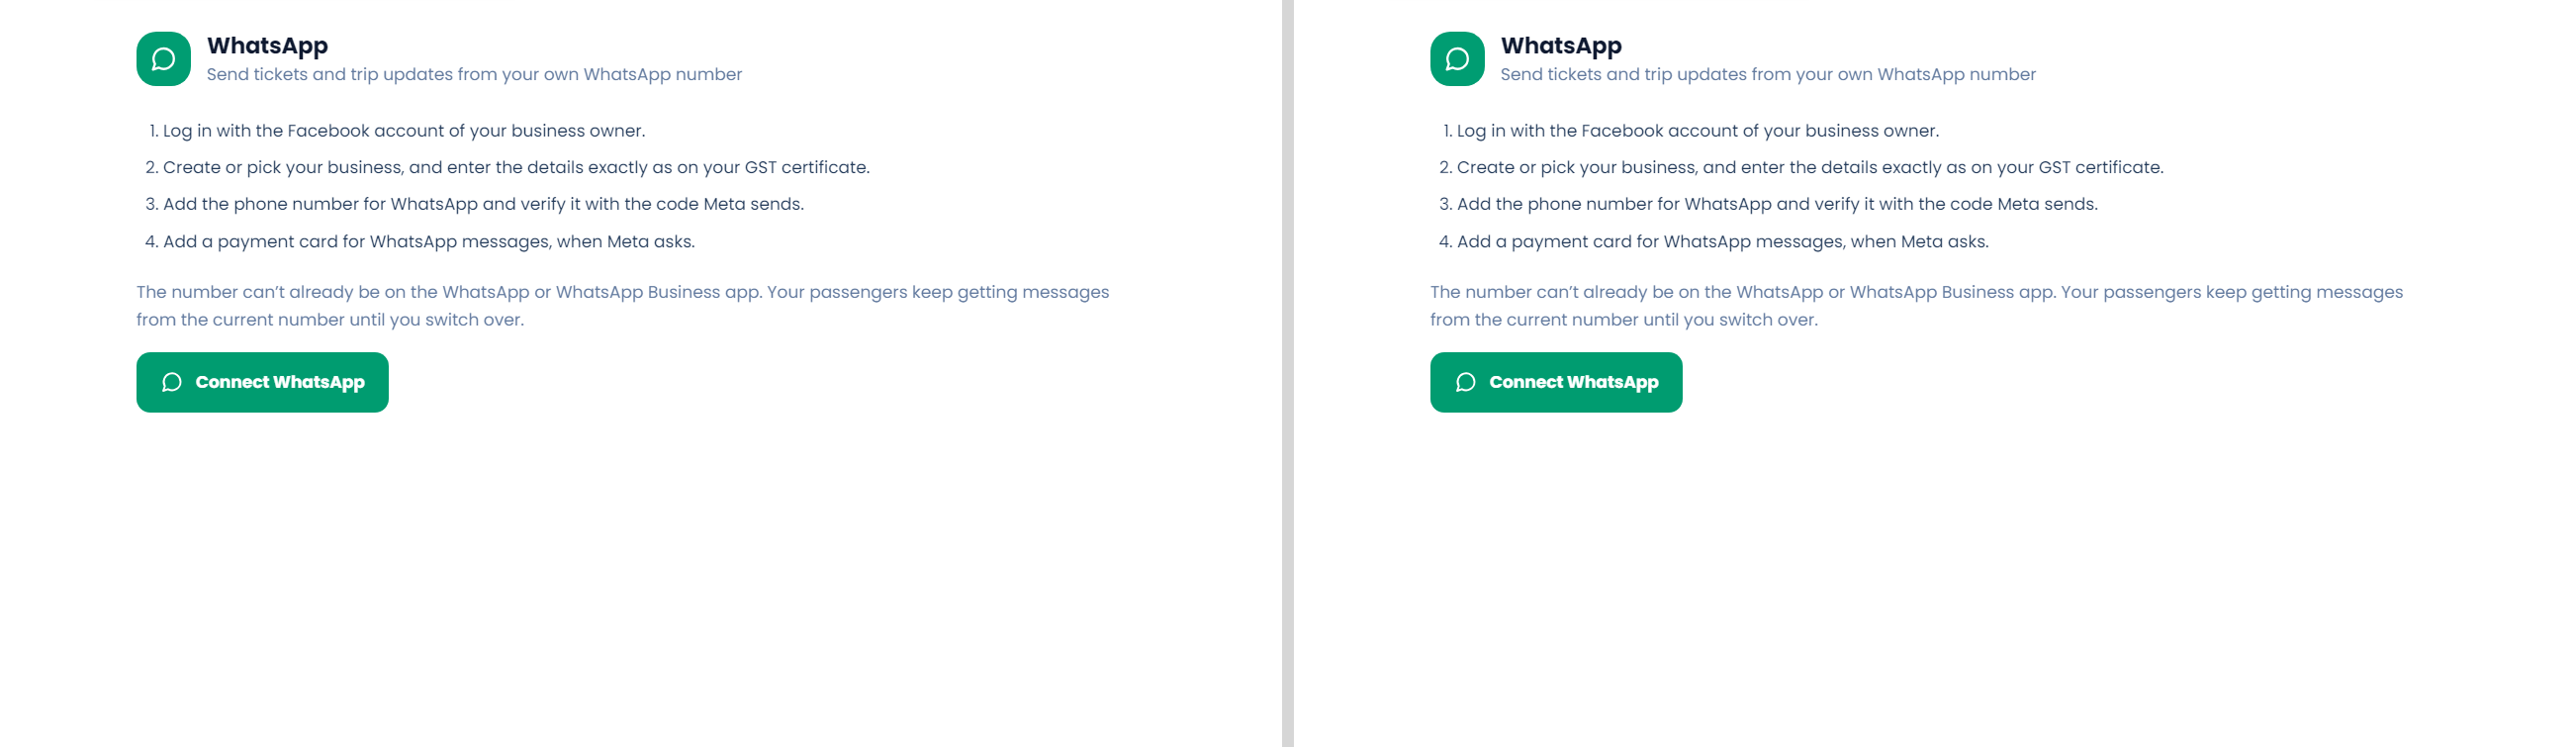 WhatsApp
Send tickets and trip updates from your own WhatsApp number
1. Log in with the Facebook account of your business owner.
2. Create or pick your business, and enter the details exactly as on your GST certificate.
3. Add the phone number for WhatsApp and verify it with the code Meta sends.
4. Add a payment card for WhatsApp messages, when Meta asks.
The number can’t already be on the WhatsApp or WhatsApp Business app. Your passengers keep getting messages
from the current number until you switch over.
Connect WhatsApp
WhatsApp
Send tickets and trip updates from your own WhatsApp number
1. Log in with the Facebook account of your business owner.
2. Create or pick your business, and enter the details exactly as on your GST certificate.
3. Add the phone number for WhatsApp and verify it with the code Meta sends.
4. Add a payment card for WhatsApp messages, when Meta asks.
The number can’t already be on the WhatsApp or WhatsApp Business app. Your passengers keep getting messages
from the current number until you switch over.
Connect WhatsApp